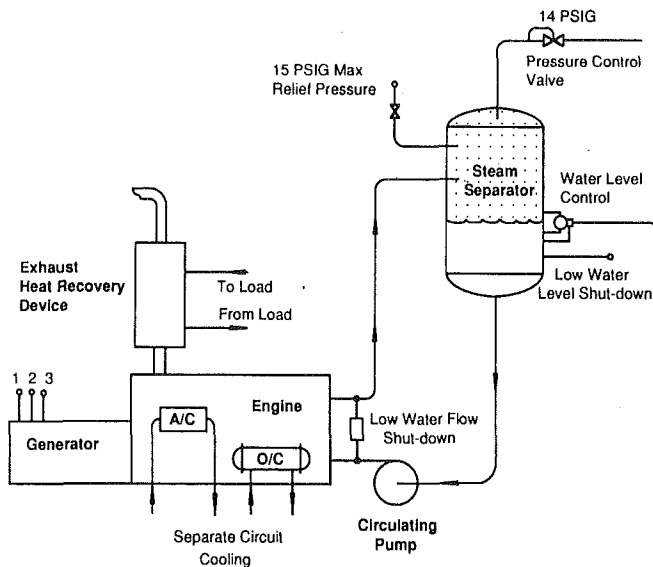 14 PSIG
Pressure Control
Valve
15 PSIG Max
Relief Pressure
Steam
Separator
Water Level
Control
Low Water
Level Shut-down
Exhaust
Heat Recovery
Device
To Load
From Load
1 2 3
Generator
A/C
Engine
O/C
Low Water Flow
Shut-down
Separate Circuit
Cooling
Circulating
Pump